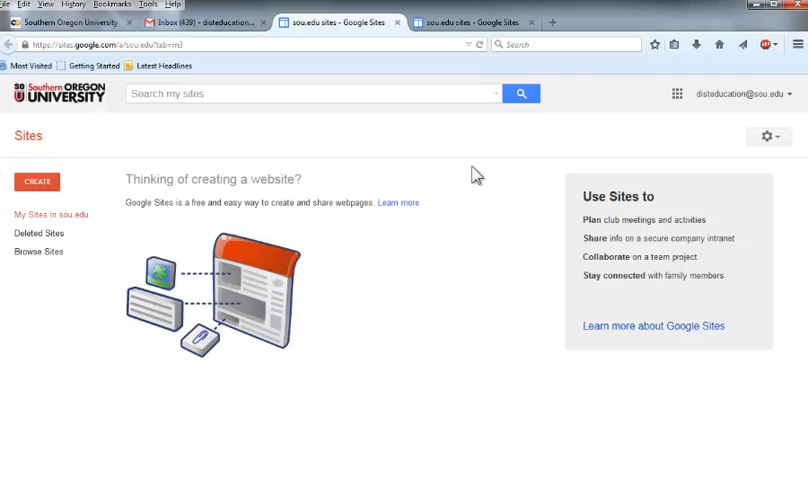 File Edit View History Bookmarks Tools Help
Southern Oregon University Inbox (439) - disteducation... sou.edu sites - Google Sites sou.edu sites - Google Sites
https://sites.google.com/a/sou.edu?tab=m3 Search
Most Visited Getting Started Latest Headlines
SO Southern OREGON UNIVERSITY Search my sites disteducation@sou.edu
Sites
CREATE
My Sites in sou.edu
Deleted Sites
Browse Sites
Thinking of creating a website?
Google Sites is a free and easy way to create and share webpages. Learn more.
Use Sites to
Plan club meetings and activities
Share info on a secure company intranet
Collaborate on a team project
Stay connected with family members
Learn more about Google Sites